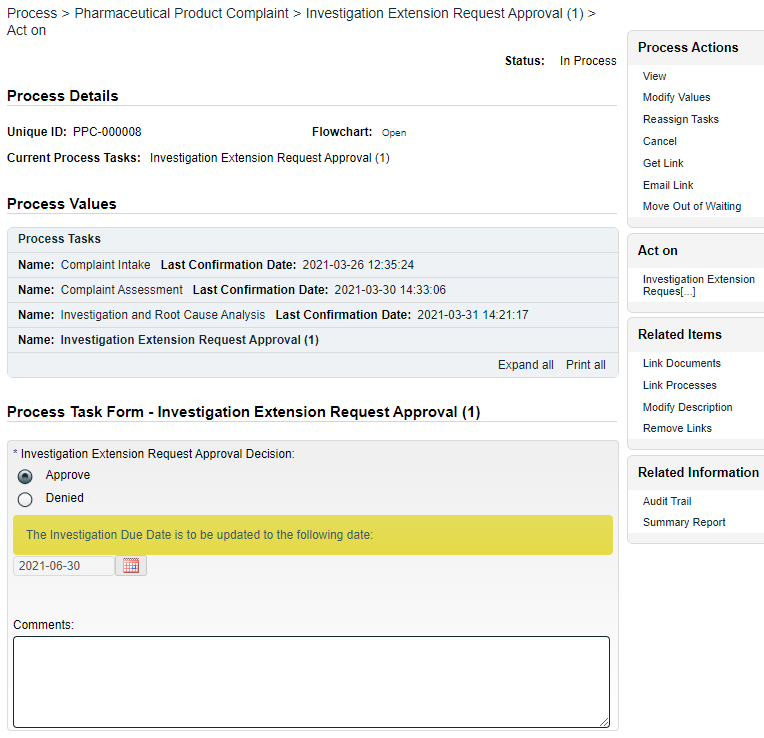 Process > Pharmaceutical Product Complaint > Investigation Extension Request Approval (1) >
Act on
Status: In Process
Process Details
Unique ID: PPC-000008 Flowchart: Open
Current Process Tasks: Investigation Extension Request Approval (1)
Process Values
Process Tasks
Name: Complaint Intake Last Confirmation Date: 2021-03-26 12:35:24
Name: Complaint Assessment Last Confirmation Date: 2021-03-30 14:33:06
Name: Investigation and Root Cause Analysis Last Confirmation Date: 2021-03-31 14:21:17
Name: Investigation Extension Request Approval (1)
Expand all Print all
Process Task Form - Investigation Extension Request Approval (1)
* Investigation Extension Request Approval Decision:
Approve
Denied
The Investigation Due Date is to be updated to the following date:
2021-06-30
Comments:
Process Actions
View
Modify Values
Reassign Tasks
Cancel
Get Link
Email Link
Move Out of Waiting
Act on
Investigation Extension
Reques[...]
Related Items
Link Documents
Link Processes
Modify Description
Remove Links
Related Information
Audit Trail
Summary Report